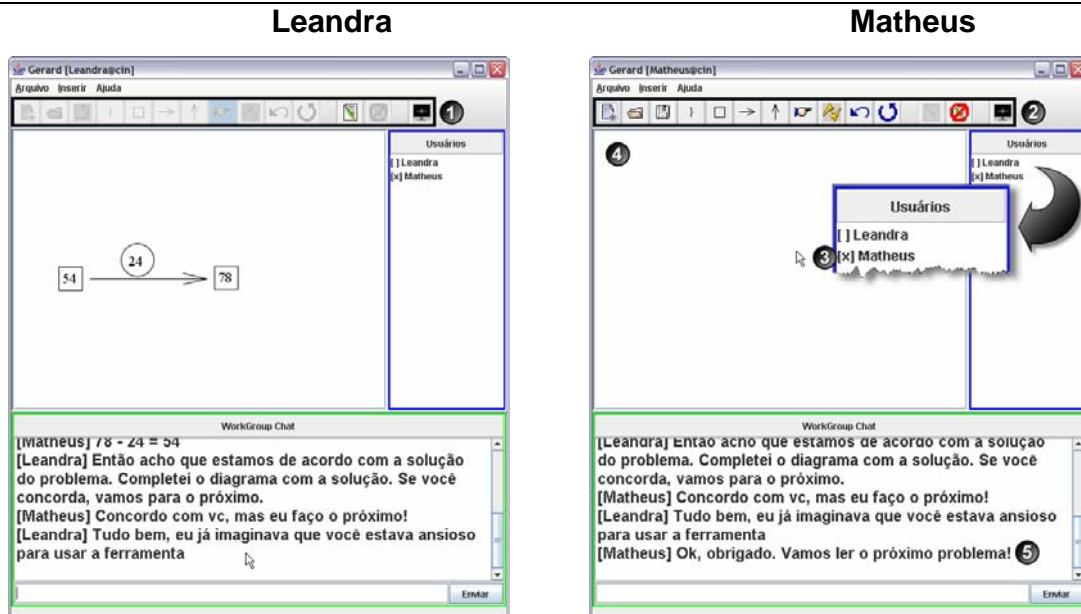 Leandra
Matheus
Gerard [Leandra@cin]
Arquivo Inserir Ajuda
1
Usuários
[ ] Leandra
[x] Matheus
54
24
78
WorkGroup Chat
[Matheus] 78 - 24 = 54
[Leandra] Então acho que estamos de acordo com a solução
do problema. Completei o diagrama com a solução. Se você
concorda, vamos para o próximo.
[Matheus] Concordo com vc, mas eu faço o próximo!
[Leandra] Tudo bem, eu já imaginava que você estava ansioso
para usar a ferramenta
Enviar
Gerard [Matheus@cin]
Arquivo Inserir Ajuda
2
Usuários
[ ] Leandra
[x] Matheus
4
Usuários
[ ] Leandra
3 [x] Matheus
WorkGroup Chat
[Leandra] Então acho que estamos de acordo com a solução
do problema. Completei o diagrama com a solução. Se você
concorda, vamos para o próximo.
[Matheus] Concordo com vc, mas eu faço o próximo!
[Leandra] Tudo bem, eu já imaginava que você estava ansioso
para usar a ferramenta
[Matheus] Ok, obrigado. Vamos ler o próximo problema! 5
Enviar